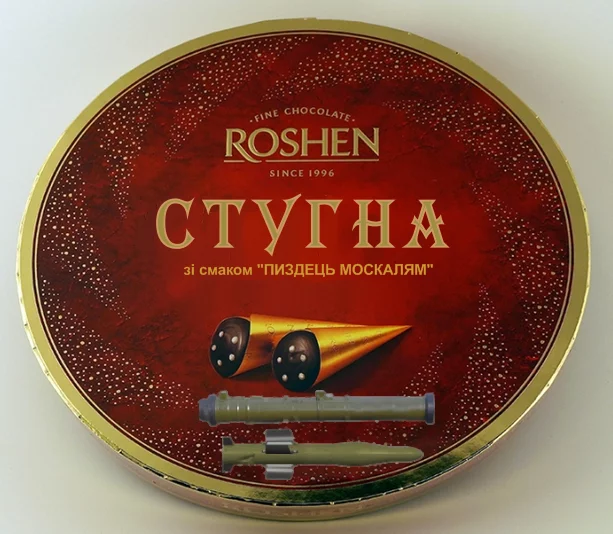 · FINE CHOCOLATE ·
ROSHEN
SINCE 1996
СТУГНА
зі смаком "ПИЗДЕЦЬ МОСКАЛЯМ"